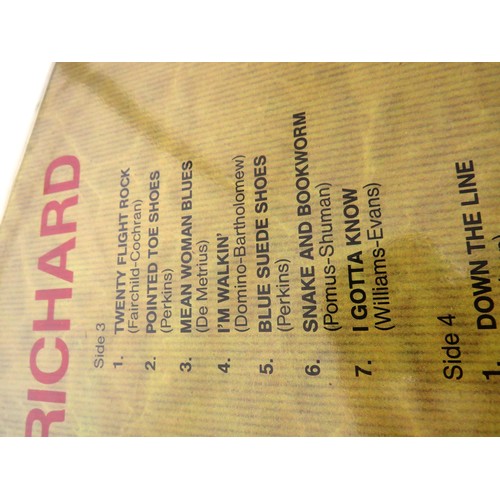 RICHARD
Side 3
1. TWENTY FLIGHT ROCK
(Fairchild-Cochran)
2. POINTED TOE SHOES
(Perkins)
3. MEAN WOMAN BLUES
(De Metrius)
4. I'M WALKIN'
(Domino-Bartholomew)
5. BLUE SUEDE SHOES
(Perkins)
6. SNAKE AND BOOKWORM
(Pomus-Shuman)
7. I GOTTA KNOW
(Williams-Evans)
Side 4
1. DOWN THE LINE